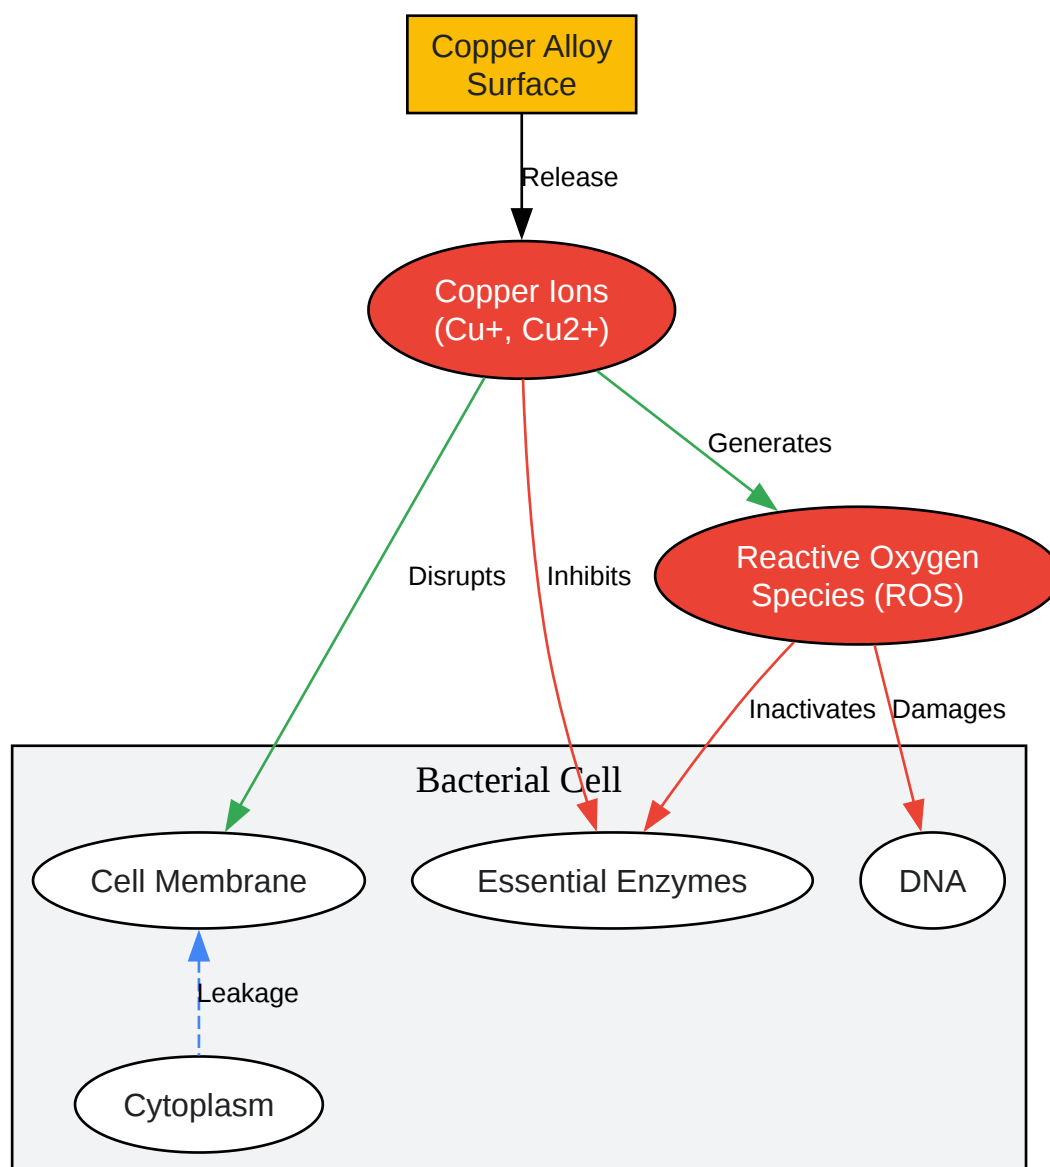 Copper Alloy
Surface
Release
Copper Ions
(Cu+, Cu2+)
Generates
Reactive Oxygen
Species (ROS)
Disrupts
Inhibits
Inactivates
Damages
Bacterial Cell
Cell Membrane
Essential Enzymes
DNA
Leakage
Cytoplasm